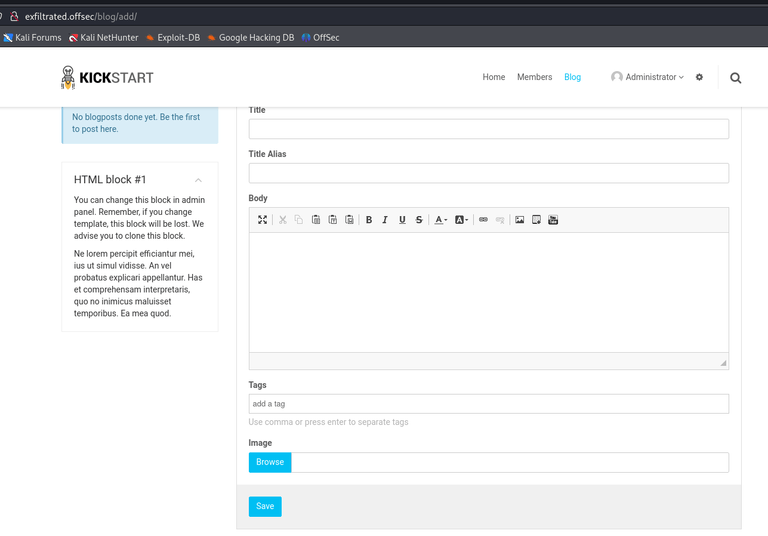 exfiltrated.offsec/blog/add/
Kali Forums Kali NetHunter Exploit-DB Google Hacking DB OffSec
KICKSTART
Home Members Blog Administrator
No blogposts done yet. Be the first
to post here.
HTML block #1
You can change this block in admin
panel. Remember, if you change
template, this block will be lost. We
advise you to clone this block.
Ne lorem percipit efficiantur mei,
ius ut simul vidisse. An vel
probatus explicari appellantur. Has
et comprehensam interpretaris,
quo no inimicus maluisset
temporibus. Ea mea quod.
Title
Title Alias
Body
B I U S A A
Tags
add a tag
Use comma or press enter to separate tags
Image
Browse
Save